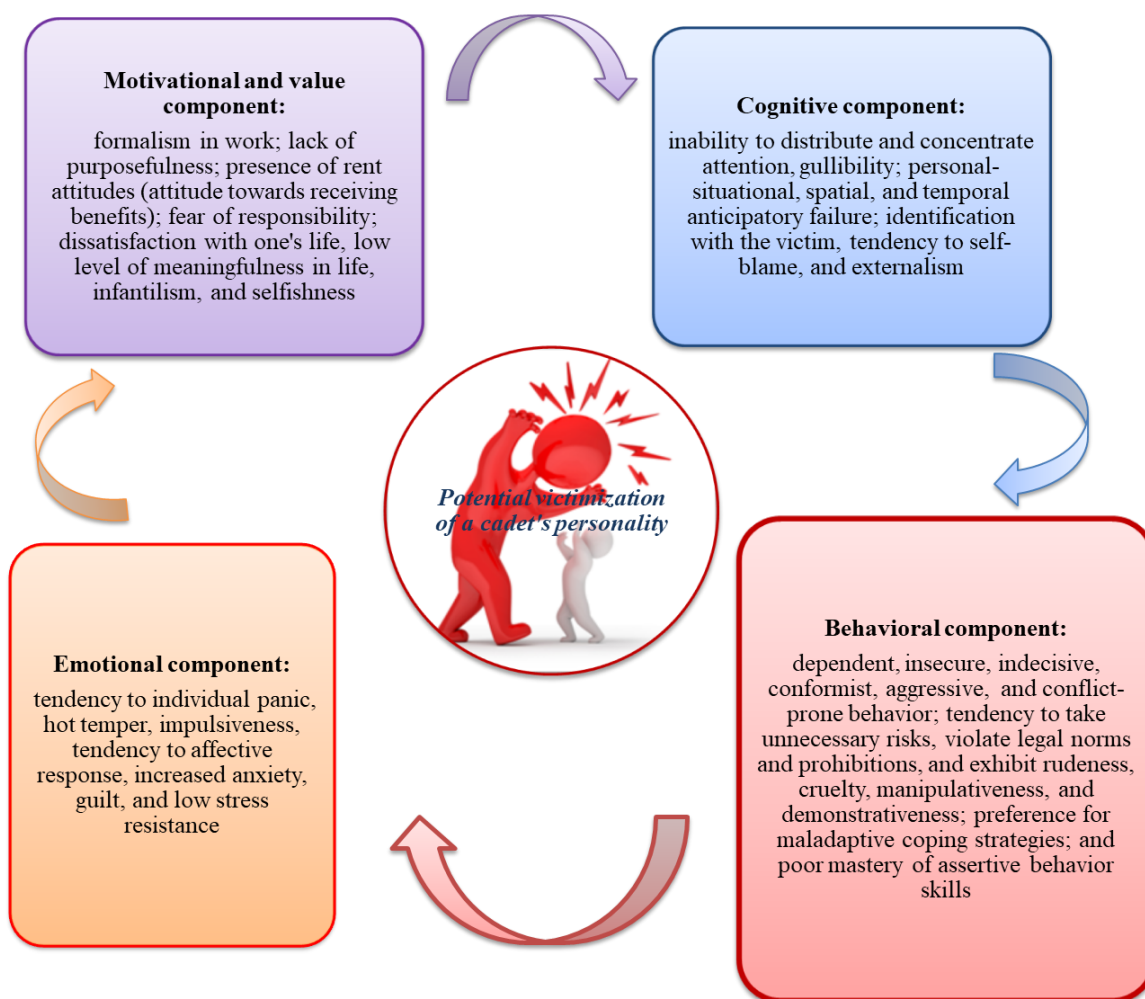 Motivational and value
component:
formalism in work; lack of
purposefulness; presence of rent
attitudes (attitude towards receiving
benefits); fear of responsibility;
dissatisfaction with one's life, low
level of meaningfulness in life,
infantilism, and selfishness
Cognitive component:
inability to distribute and concentrate
attention, gullibility; personal-
situational, spatial, and temporal
anticipatory failure; identification
with the victim, tendency to self-
blame, and externalism
Potential victimization
of a cadet's personality
Emotional component:
tendency to individual panic,
hot temper, impulsiveness,
tendency to affective
response, increased anxiety,
guilt, and low stress
resistance
Behavioral component:
dependent, insecure, indecisive,
conformist, aggressive, and conflict-
prone behavior; tendency to take
unnecessary risks, violate legal norms
and prohibitions, and exhibit rudeness,
cruelty, manipulativeness, and
demonstrativeness; preference for
maladaptive coping strategies; and
poor mastery of assertive behavior
skills